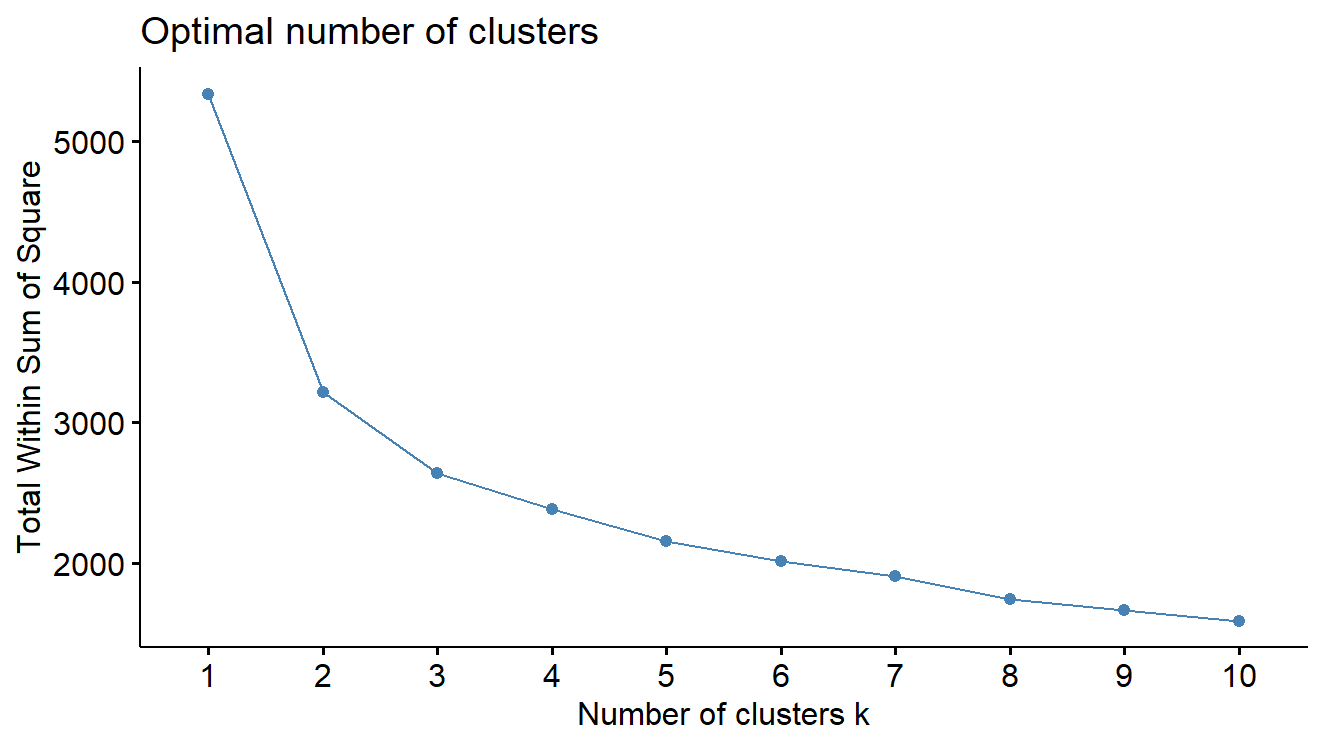 Optimal number of clusters
Total Within Sum of Square
5000
4000
3000
2000
1 2 3 4 5 6 7 8 9 10
Number of clusters k